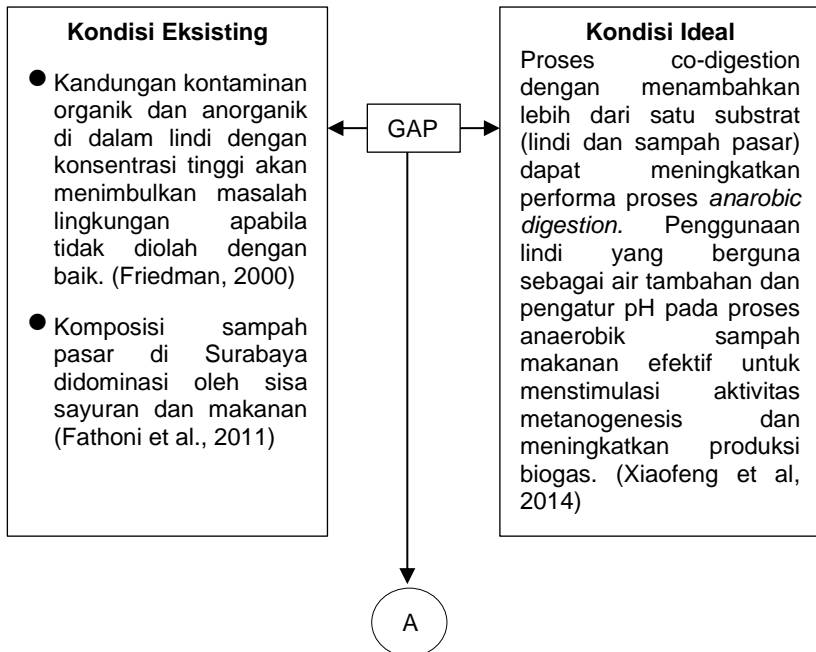 Kondisi Eksisting
● Kandungan kontaminan
organik dan anorganik
di dalam lindi dengan
konsentrasi tinggi akan
menimbulkan masalah
lingkungan apabila
tidak diolah dengan
baik. (Friedman, 2000)
● Komposisi sampah
pasar di Surabaya
didominasi oleh sisa
sayuran dan makanan
(Fathoni et al., 2011)
GAP
Kondisi Ideal
Proses co-digestion
dengan menambahkan
lebih dari satu substrat
(lindi dan sampah pasar)
dapat meningkatkan
performa proses anarobic
digestion. Penggunaan
lindi yang berguna
sebagai air tambahan dan
pengatur pH pada proses
anaerobik sampah
makanan efektif untuk
menstimulasi aktivitas
metanogenesis dan
meningkatkan produksi
biogas. (Xiaofeng et al,
2014)
A